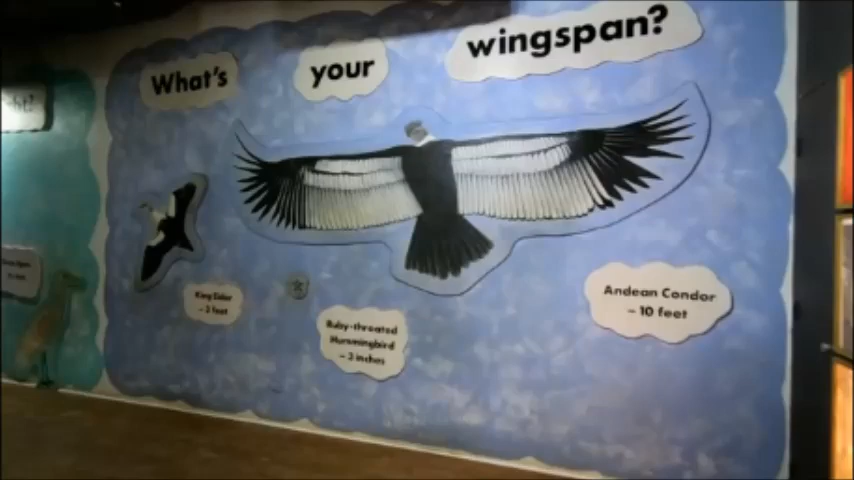 What's your wingspan?
King Eider
– 3 feet
Ruby-throated
Hummingbird
– 3 inches
Andean Condor
– 10 feet